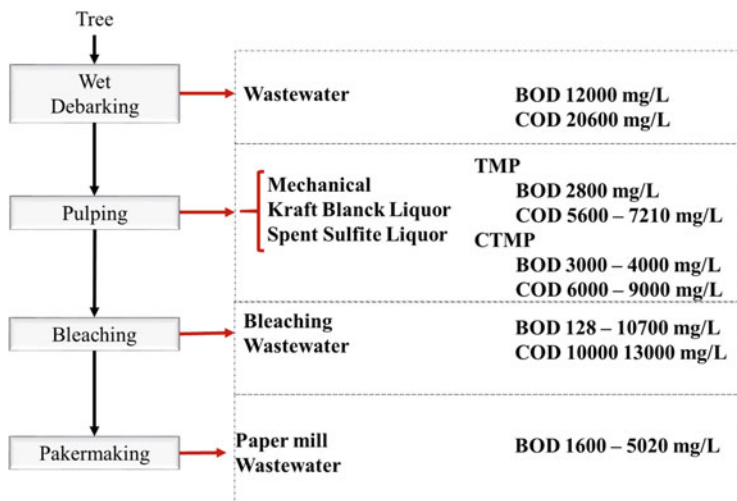 Tree
Wet
Debarking
Wastewater
BOD 12000 mg/L
COD 20600 mg/L
Pulping
Mechanical
Kraft Blanck Liquor
Spent Sulfite Liquor
TMP
BOD 2800 mg/L
COD 5600 – 7210 mg/L
CTMP
BOD 3000 – 4000 mg/L
COD 6000 – 9000 mg/L
Bleaching
Bleaching
Wastewater
BOD 128 – 10700 mg/L
COD 10000 13000 mg/L
Pakermaking
Paper mill
Wastewater
BOD 1600 – 5020 mg/L